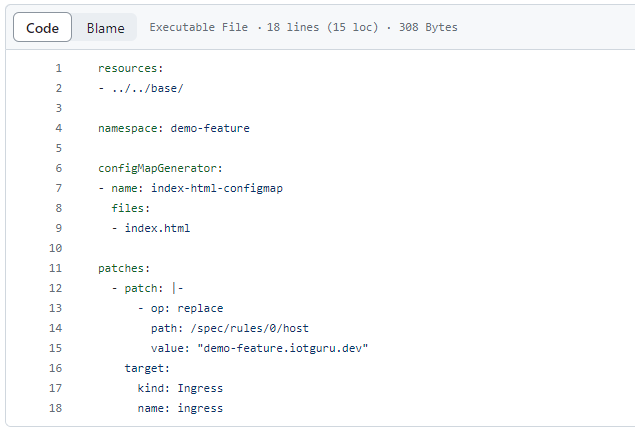 Code Blame Executable File · 18 lines (15 loc) · 308 Bytes
1 resources:
2 - ../../base/
3
4 namespace: demo-feature
5
6 configMapGenerator:
7 - name: index-html-configmap
8   files:
9   - index.html
10
11 patches:
12   - patch: |-
13       - op: replace
14         path: /spec/rules/0/host
15         value: "demo-feature.iotguru.dev"
16     target:
17       kind: Ingress
18       name: ingress